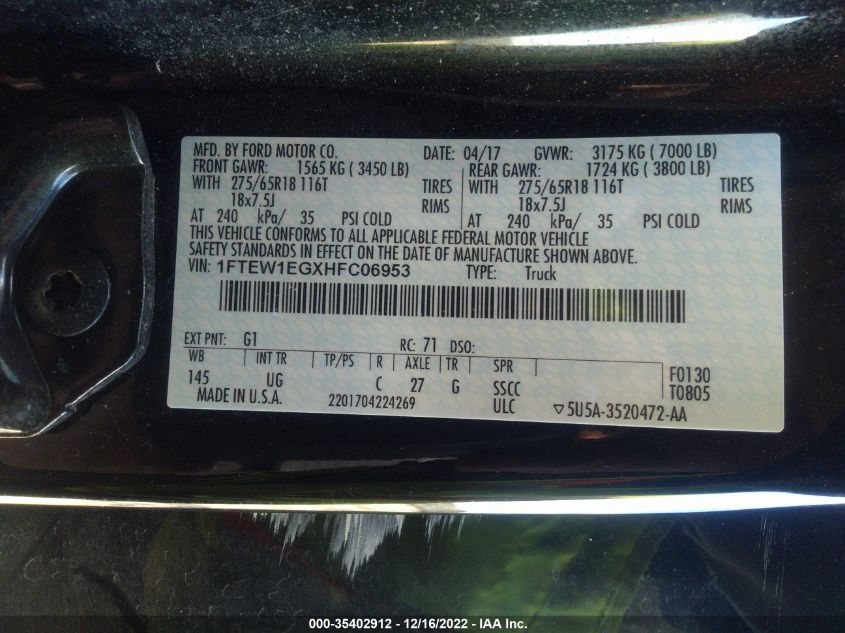 MFD. BY FORD MOTOR CO. DATE: 04/17 GVWR: 3175 KG ( 7000 LB)
FRONT GAWR: 1565 KG ( 3450 LB) REAR GAWR: 1724 KG ( 3800 LB)
WITH 275/65R18 116T TIRES WITH 275/65R18 116T TIRES
18x7.5J RIMS 18x7.5J RIMS
AT 240 kPa/ 35 PSI COLD AT 240 kPa/ 35 PSI COLD
THIS VEHICLE CONFORMS TO ALL APPLICABLE FEDERAL MOTOR VEHICLE
SAFETY STANDARDS IN EFFECT ON THE DATE OF MANUFACTURE SHOWN ABOVE.
VIN: 1FTEW1EGXHFC06953 TYPE: Truck
EXT PNT: G1 RC: 71 DSO:
WB INT TR TP/PS R AXLE TR SPR F0130
145 UG C 27 G SSCC T0805
MADE IN U.S.A. 2201704224269 ULC ▽5U5A-3520472-AA
000-35402912 - 12/16/2022 - IAA Inc.